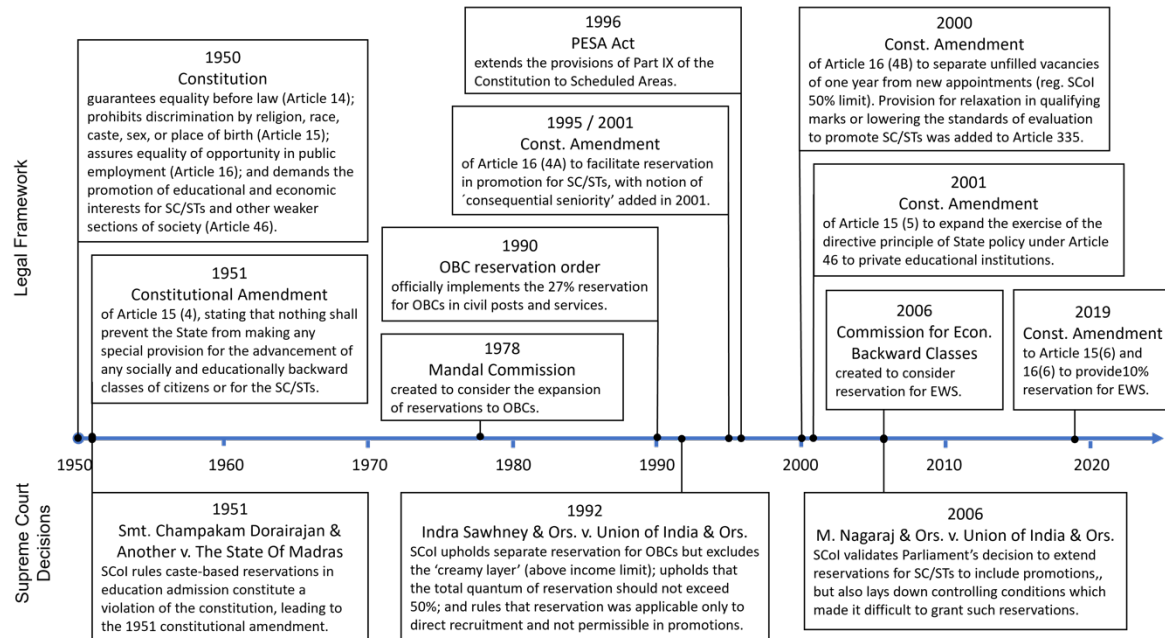 1950
Constitution
guarantees equality before law (Article 14);
prohibits discrimination by religion, race,
caste, sex, or place of birth (Article 15);
assures equality of opportunity in public
employment (Article 16); and demands the
promotion of educational and economic
interests for SC/STs and other weaker
sections of society (Article 46).
1951
Constitutional Amendment
of Article 15 (4), stating that nothing shall
prevent the State from making any
special provision for the advancement of
any socially and educationally backward
classes of citizens or for the SC/STs.
1996
PESA Act
extends the provisions of Part IX of the
Constitution to Scheduled Areas.
1995 / 2001
Const. Amendment
of Article 16 (4A) to facilitate reservation
in promotion for SC/STs, with notion of
´consequential seniority’ added in 2001.
1990
OBC reservation order
officially implements the 27% reservation
for OBCs in civil posts and services.
1978
Mandal Commission
created to consider the expansion
of reservations to OBCs.
2000
Const. Amendment
of Article 16 (4B) to separate unfilled vacancies
of one year from new appointments (reg. SCoI
50% limit). Provision for relaxation in qualifying
marks or lowering the standards of evaluation
to promote SC/STs was added to Article 335.
2001
Const. Amendment
of Article 15 (5) to expand the exercise of the
directive principle of State policy under Article
46 to private educational institutions.
2006
Commission for Econ.
Backward Classes
created to consider
reservation for EWS.
2019
Const. Amendment
to Article 15(6) and
16(6) to provide10%
reservation for EWS.
Legal Framework
1950 1960 1970 1980 1990 2000 2010 2020
Supreme Court
Decisions
1951
Smt. Champakam Dorairajan &
Another v. The State Of Madras
SCoI rules caste-based reservations in
education admission constitute a
violation of the constitution, leading to
the 1951 constitutional amendment.
1992
Indra Sawhney & Ors. v. Union of India & Ors.
SCoI upholds separate reservation for OBCs but excludes
the ‘creamy layer’ (above income limit); upholds that
the total quantum of reservation should not exceed
50%; and rules that reservation was applicable only to
direct recruitment and not permissible in promotions.
2006
M. Nagaraj & Ors. v. Union of India & Ors.
SCoI validates Parliament’s decision to extend
reservations for SC/STs to include promotions,,
but also lays down controlling conditions which
made it difficult to grant such reservations.